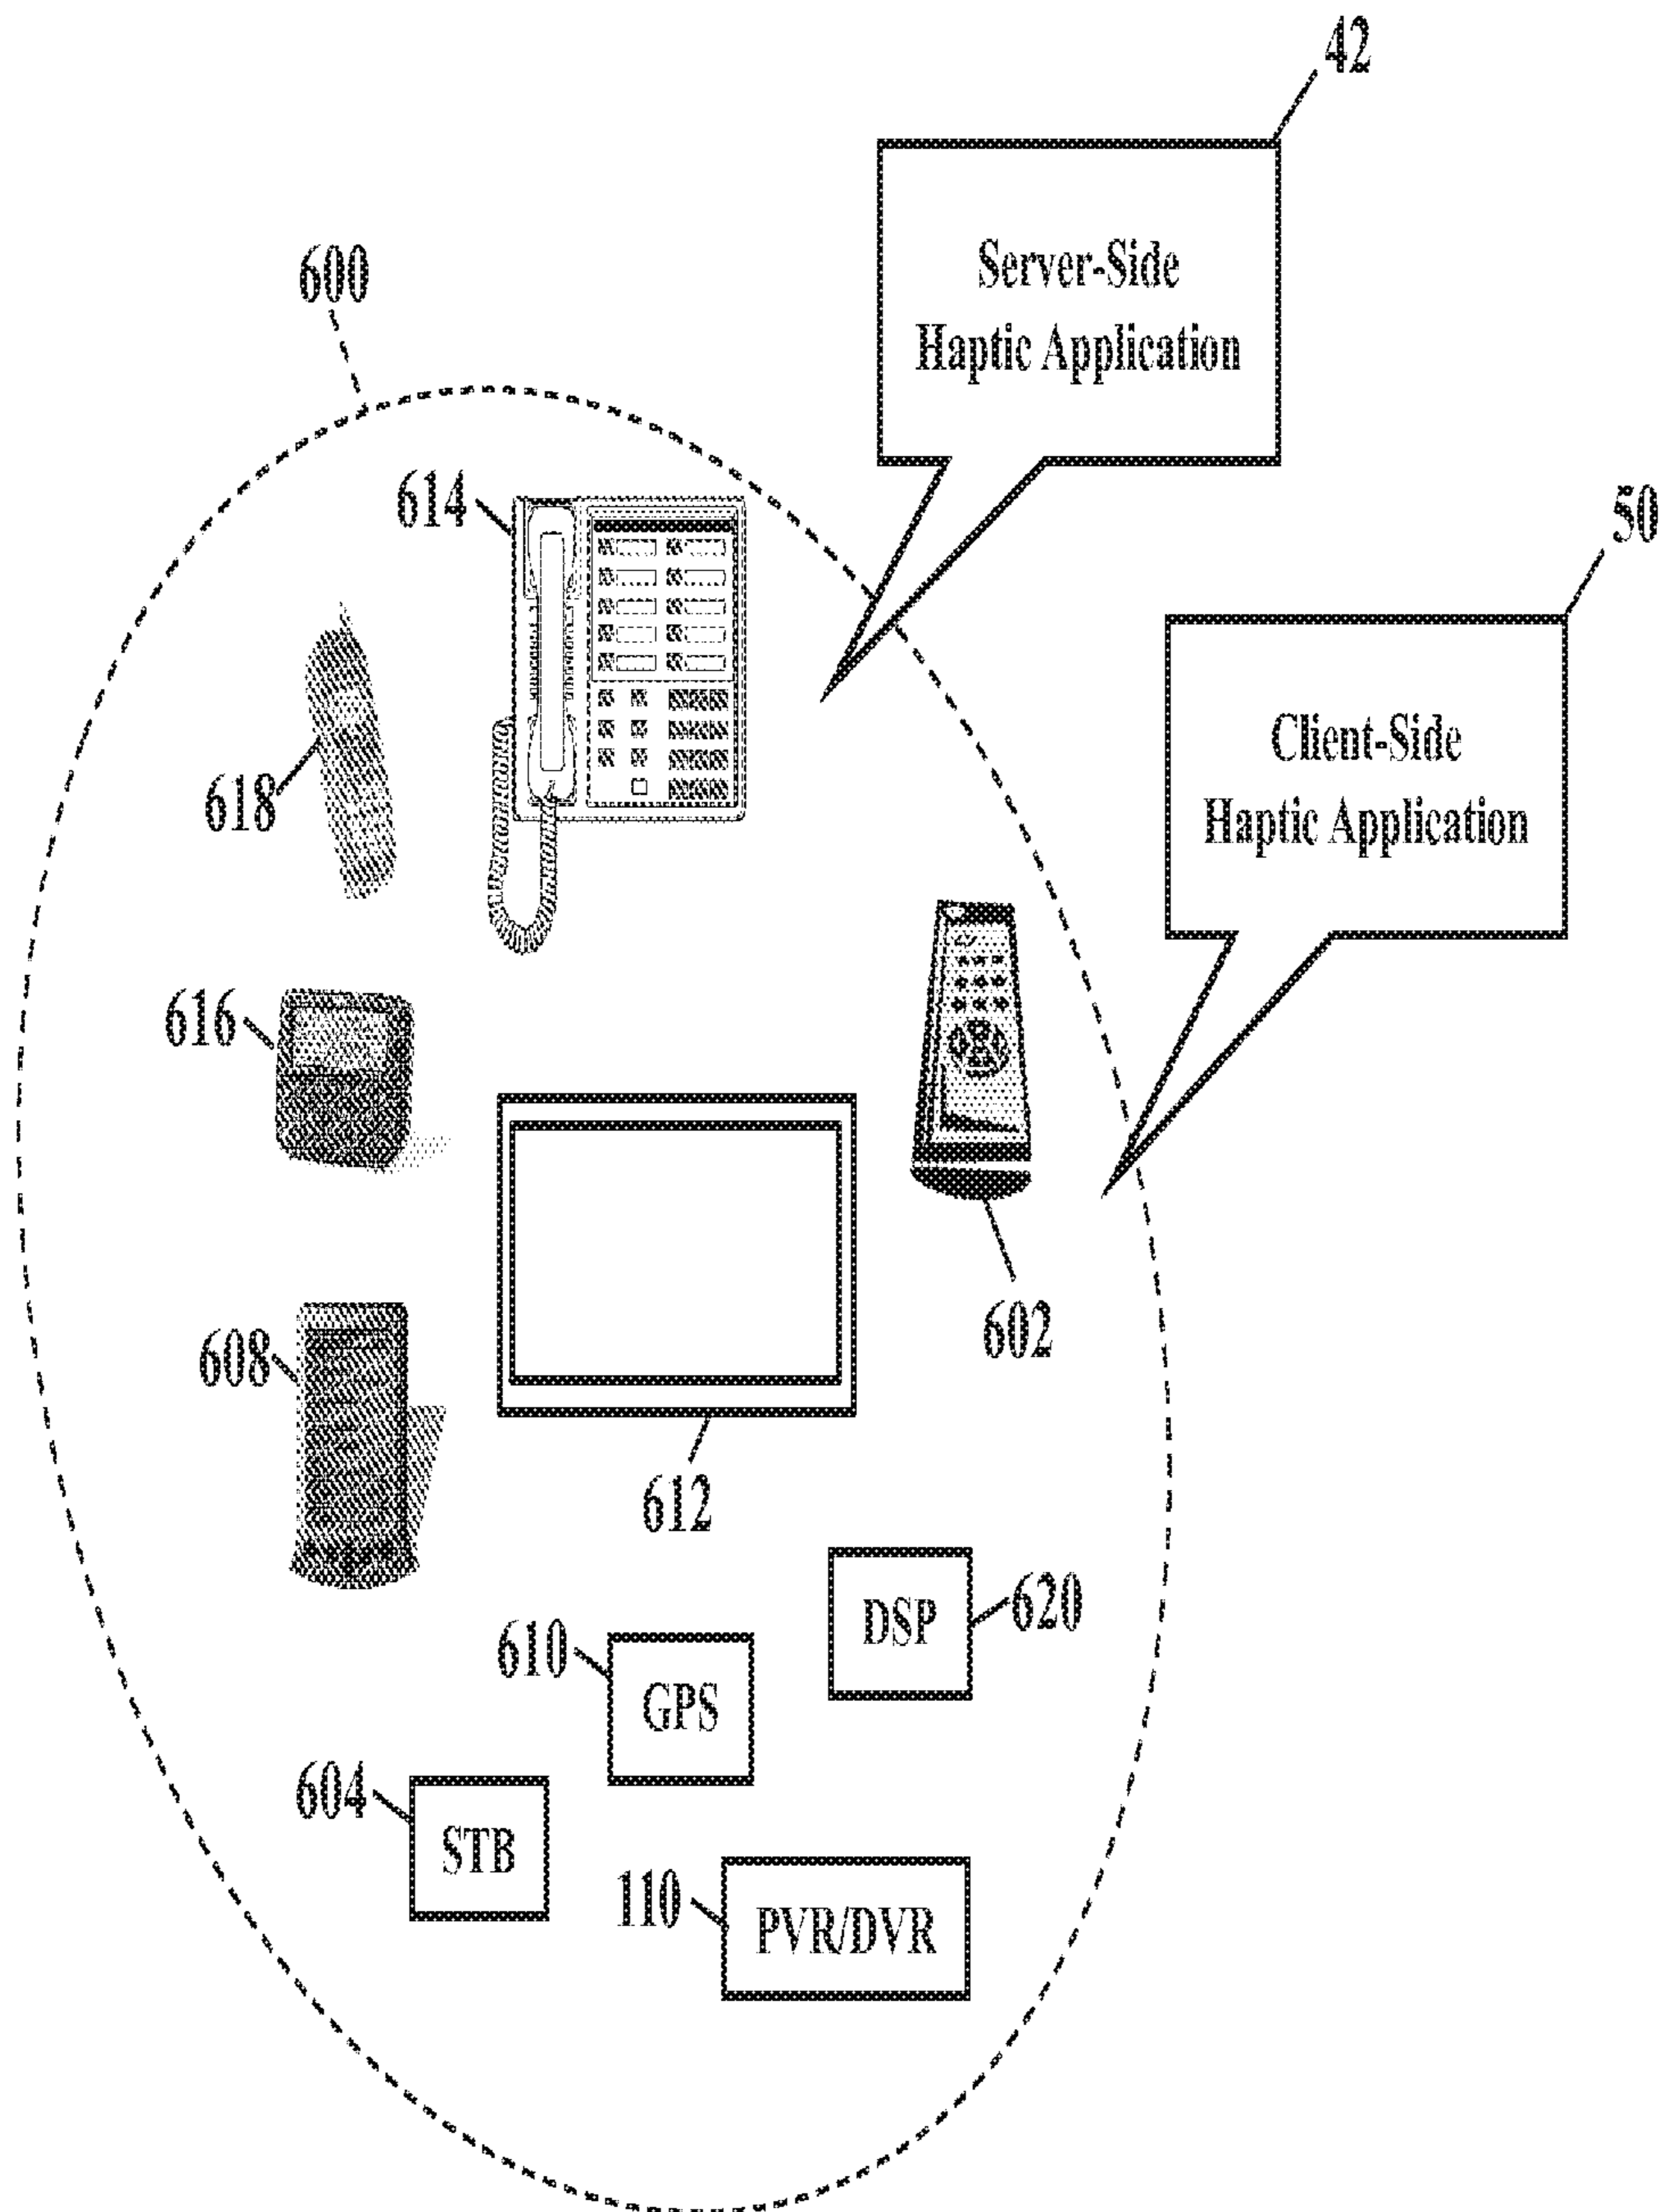 42
Server-Side
Haptic Application
600
614
50
Client-Side
Haptic Application
618
616
602
608
612
DSP
620
610
GPS
604
STB
110
PVR/DVR